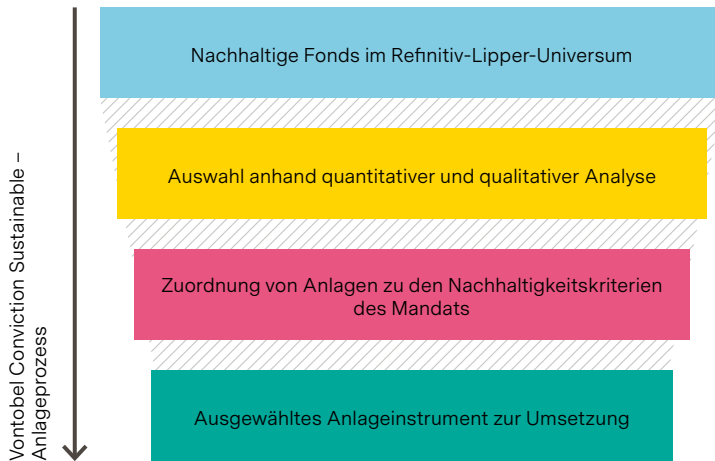 Nachhaltige Fonds im Refinitiv-Lipper-Universum
Auswahl anhand quantitativer und qualitativer Analyse
Zuordnung von Anlagen zu den Nachhaltigkeitskriterien
des Mandats
Ausgewähltes Anlageinstrument zur Umsetzung
Vontobel Conviction Sustainable –
Anlageprozess